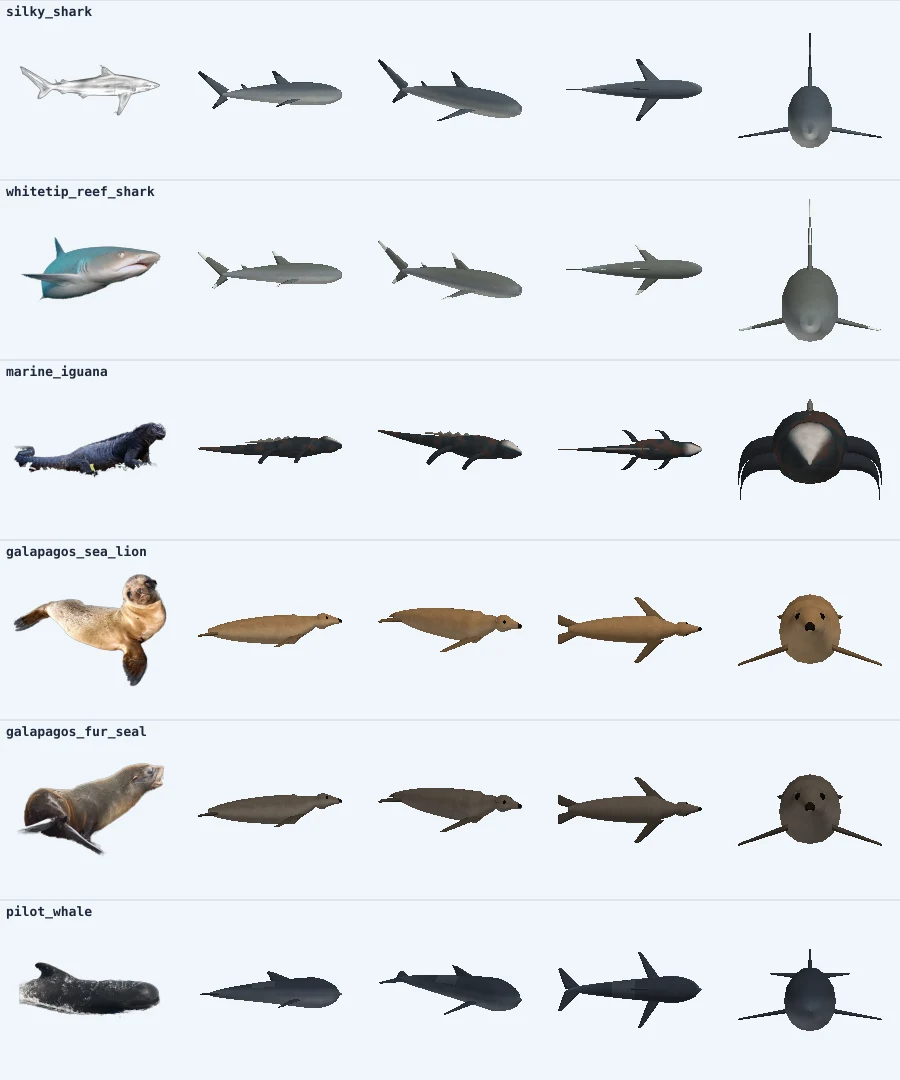 silky_shark
whitetip_reef_shark
marine_iguana
galapagos_sea_lion
galapagos_fur_seal
pilot_whale